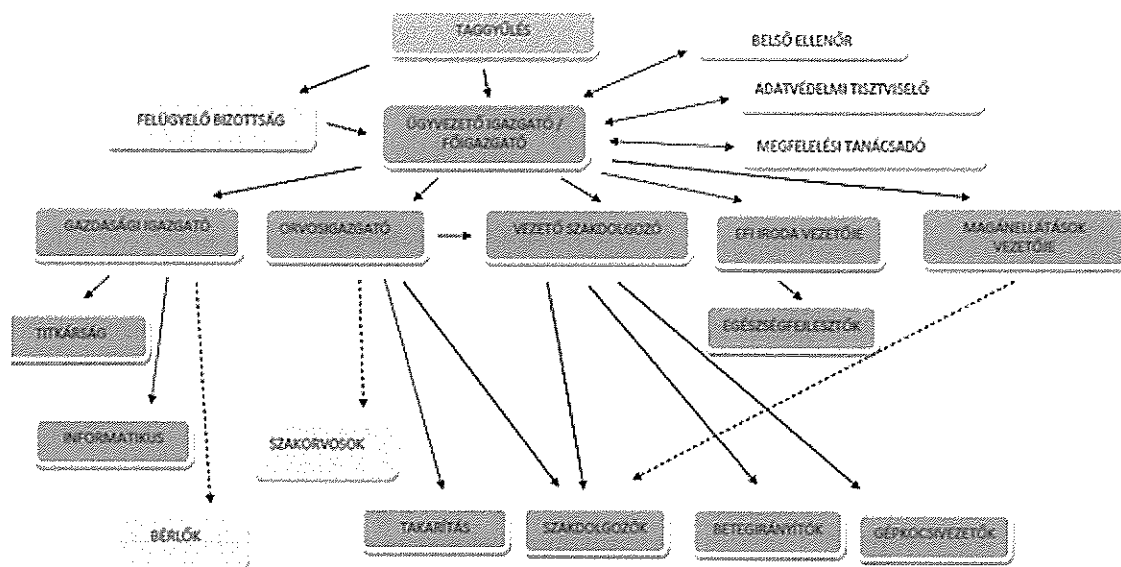 TAGGYŰLÉS
BELSŐ ELLENŐR
ADATVÉDELMI TISZTVISELŐ
FELÜGYELŐ BIZOTTSÁG
ÜGYVEZETŐ IGAZGATÓ /
FŐIGAZGATÓ
MEGFELELÉSI TANÁCSADÓ
GAZDASÁGI IGAZGATÓ
ORVOSIGAZGATÓ
VEZETŐ SZAKDOLGOZÓ
EFI IRODA VEZETŐJE
MAGÁNELLÁTÁSOK
VEZETŐJE
TITKÁRSÁG
EGÉSZSÉGFEJLESZTŐK
INFORMATIKUS
SZAKORVOSOK
BÉRLŐK
TAKARÍTÁS
SZAKDOLGOZÓK
BETEGIRÁNYÍTÓK
GÉPKOCSIVEZETŐK